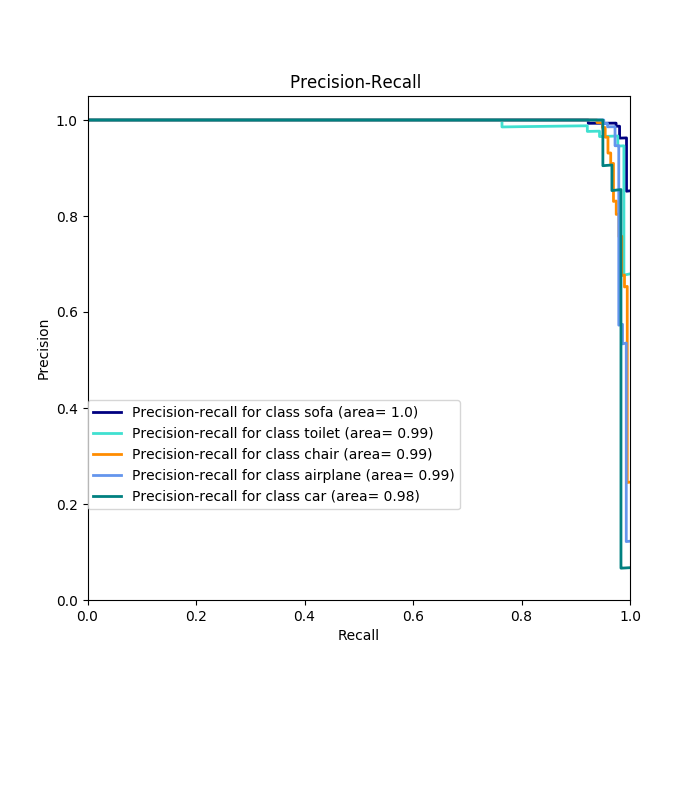 Precision-Recall
1.0
0.8
0.6
0.4
0.2
0.0
Precision
Precision-recall for class sofa (area= 1.0)
Precision-recall for class toilet (area= 0.99)
Precision-recall for class chair (area= 0.99)
Precision-recall for class airplane (area= 0.99)
Precision-recall for class car (area= 0.98)
0.0 0.2 0.4 0.6 0.8 1.0
Recall